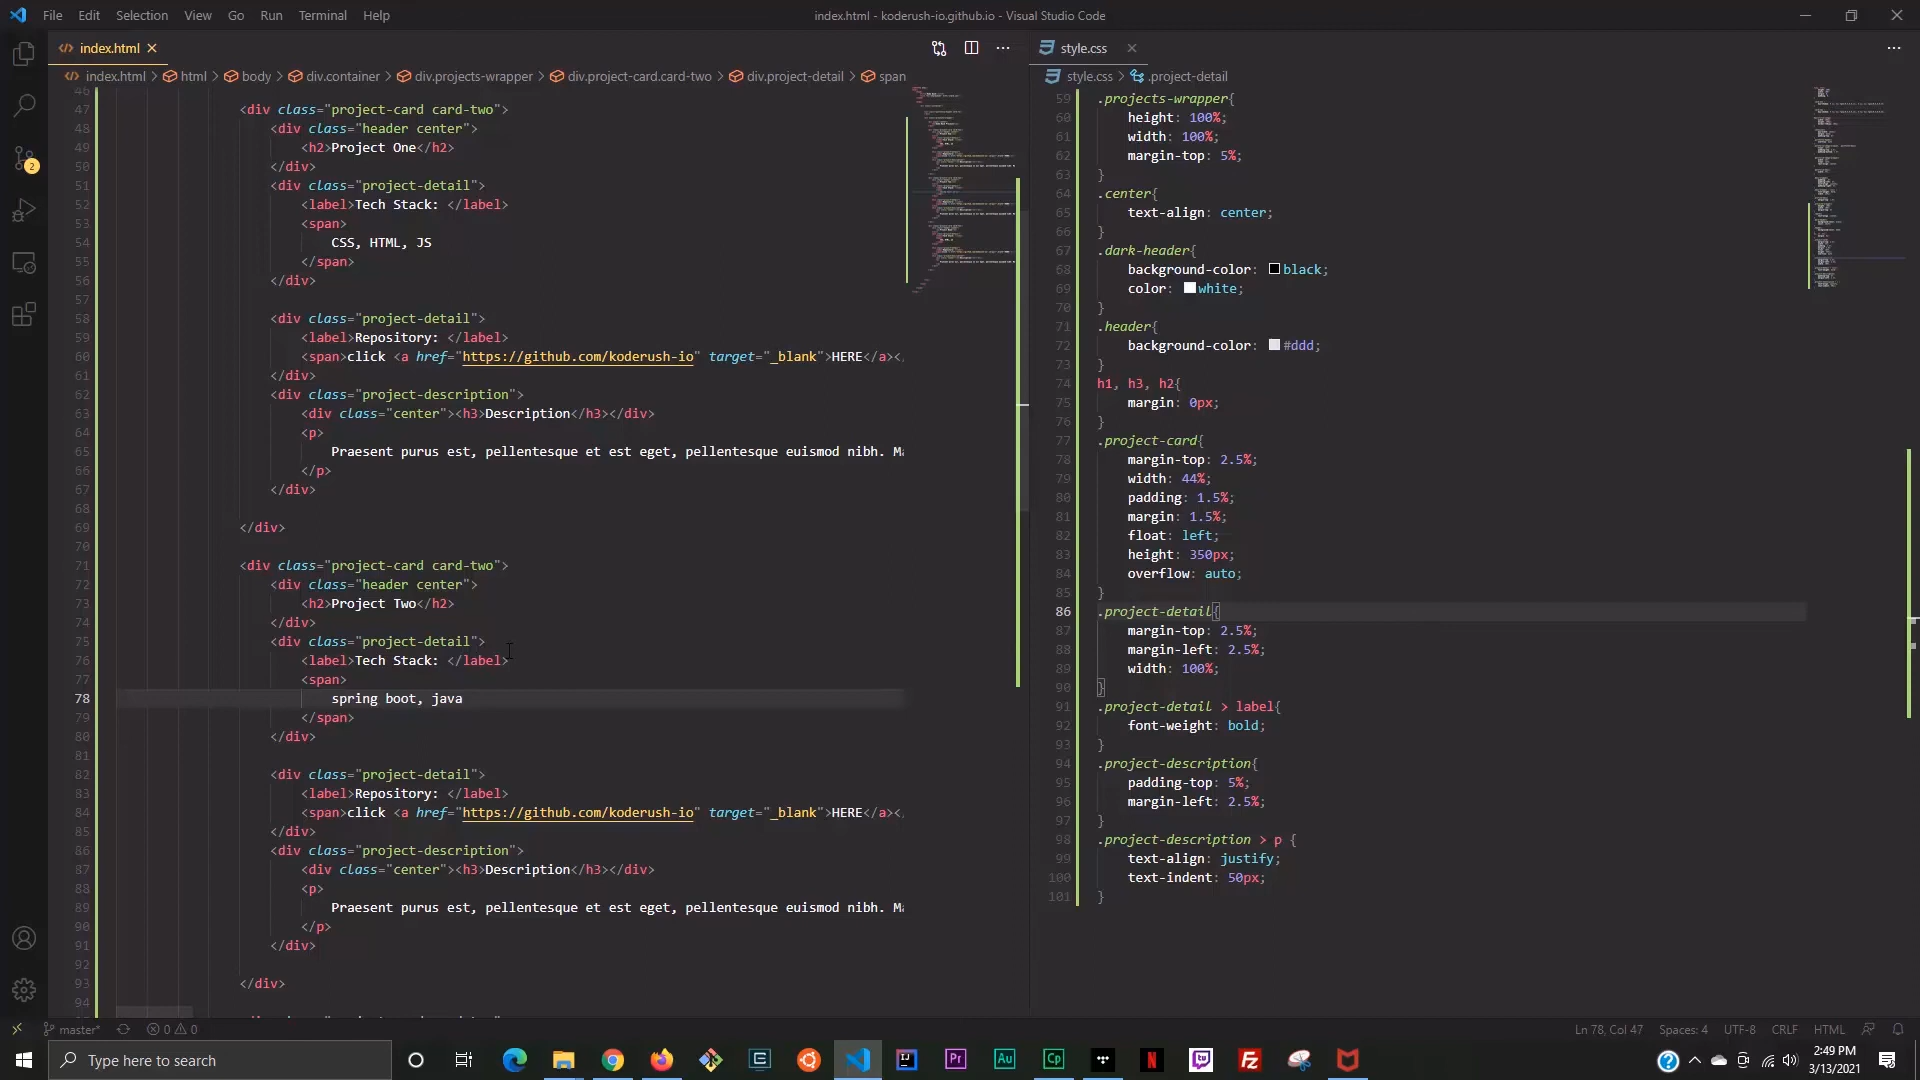 File Edit Selection View Go Run Terminal Help
index.html - koderush-io.github.io - Visual Studio Code
index.html
index.html > html > body > div.container > div.projects-wrapper > div.project-card.card-two > div.project-detail > span
46
47 <div class="project-card card-two">
48 <div class="header center">
49 <h2>Project One</h2>
50 </div>
51 <div class="project-detail">
52 <label>Tech Stack: </label>
53 <span>
54 CSS, HTML, JS
55 </span>
56 </div>
57
58 <div class="project-detail">
59 <label>Repository: </label>
60 <span>click <a href="https://github.com/koderush-io" target="_blank">HERE</a><
61 </div>
62 <div class="project-description">
63 <div class="center"><h3>Description</h3></div>
64 <p>
65 Praesent purus est, pellentesque et est eget, pellentesque euismod nibh.
66 </p>
67 </div>
68
69 </div>
70
71 <div class="project-card card-two">
72 <div class="header center">
73 <h2>Project Two</h2>
74 </div>
75 <div class="project-detail">
76 <label>Tech Stack: </label>
77 <span>
78 spring boot, java
79 </span>
80 </div>
81
82 <div class="project-detail">
83 <label>Repository: </label>
84 <span>click <a href="https://github.com/koderush-io" target="_blank">HERE</a><
85 </div>
86 <div class="project-description">
87 <div class="center"><h3>Description</h3></div>
88 <p>
89 Praesent purus est, pellentesque et est eget, pellentesque euismod nibh.
90 </p>
91 </div>
92
93 </div>
94
style.css
style.css > .project-detail
59 .projects-wrapper{
60 height: 100%;
61 width: 100%;
62 margin-top: 5%;
63 }
64 .center{
65 text-align: center;
66 }
67 .dark-header{
68 background-color: black;
69 color: white;
70 }
71 .header{
72 background-color: #ddd;
73 }
74 h1, h3, h2{
75 margin: 0px;
76 }
77 .project-card{
78 margin-top: 2.5%;
79 width: 44%;
80 padding: 1.5%;
81 margin: 1.5%;
82 float: left;
83 height: 350px;
84 overflow: auto;
85 }
86 .project-detail{
87 margin-top: 2.5%;
88 margin-left: 2.5%;
89 width: 100%;
90 }
91 .project-detail > label{
92 font-weight: bold;
93 }
94 .project-description{
95 padding-top: 5%;
96 margin-left: 2.5%;
97 }
98 .project-description > p {
99 text-align: justify;
100 text-indent: 50px;
101 }
2
master* 0 0
Ln 78, Col 47 Spaces: 4 UTF-8 CRLF HTML
Type here to search
Pr Au Cp
2:49 PM
3/13/2021